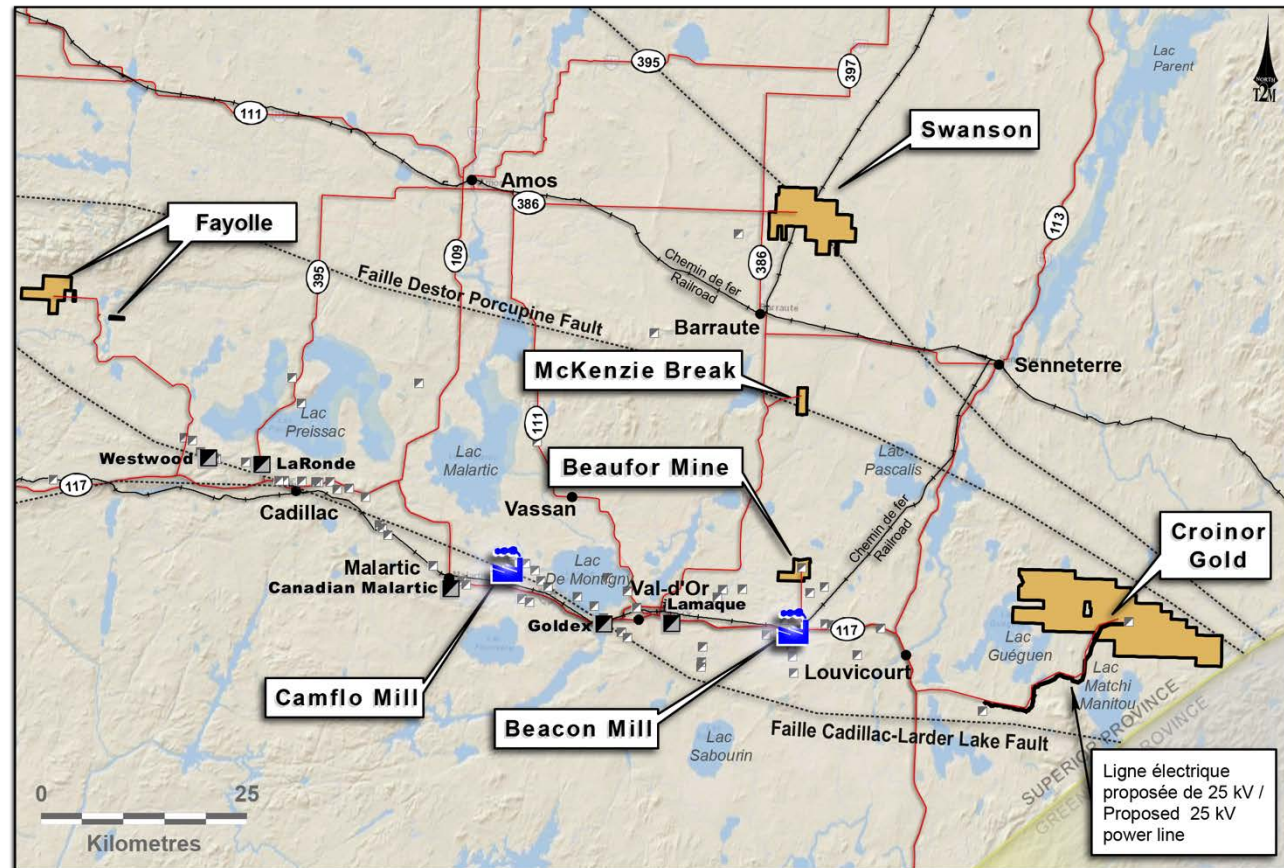 395
397
Lac
Parent
NORTH
T2M
111
Swanson
Amos
386
Fayolle
113
395
109
386
Chemin de fer
Railroad
Faille Destor Porcupine Fault
Barraute
Barraute
Senneterre
McKenzie Break
Lac
Preissac
111
Lac
Malartic
Westwood
LaRonde
Beaufor Mine
Lac
Pascalis
117
Cadillac
Vassan
Chemin de fer
Railroad
Croinor
Gold
Malartic
Canadian Malartic
Lac
De Montigny
Val-d'Or
Lamaque
Goldex
117
Louvicourt
Lac
Guéguen
Lac
Matchi
Manitou
Camflo Mill
Beacon Mill
Lac
Sabourin
Faille Cadillac-Larder Lake Fault
SUPERIOR PROVINCE
0 25
Kilometres
Ligne électrique
proposée de 25 kV /
Proposed 25 kV
power line